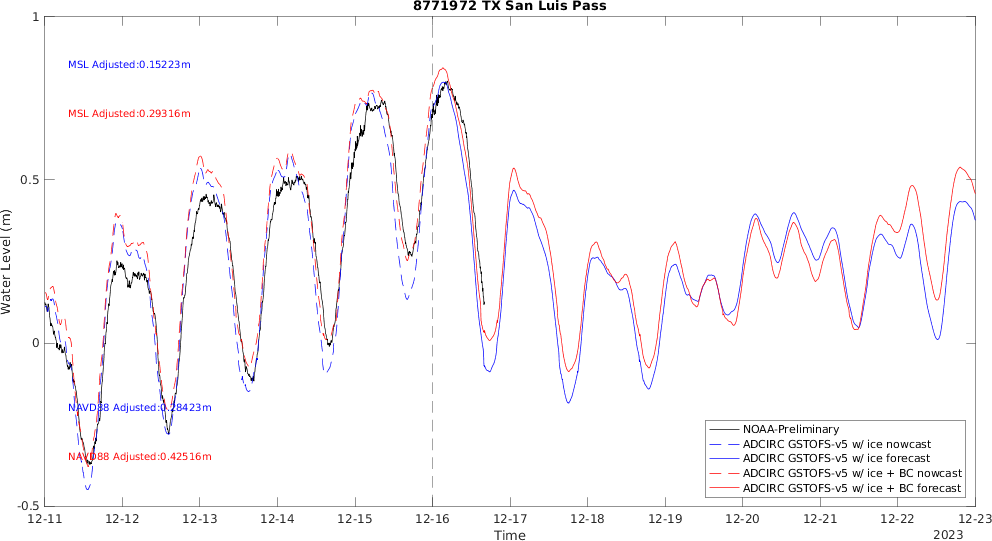 8771972 TX San Luis Pass
1
MSL Adjusted:0.15223m
MSL Adjusted:0.29316m
0.5
Water Level (m)
0
NAVD88 Adjusted:0.28423m
NAVD88 Adjusted:0.42516m
NOAA-Preliminary
ADCIRC GSTOFS-v5 w/ ice nowcast
ADCIRC GSTOFS-v5 w/ ice forecast
ADCIRC GSTOFS-v5 w/ ice + BC nowcast
ADCIRC GSTOFS-v5 w/ ice + BC forecast
-0.5
12-11 12-12 12-13 12-14 12-15 12-16 12-17 12-18 12-19 12-20 12-21 12-22 12-23
Time
2023